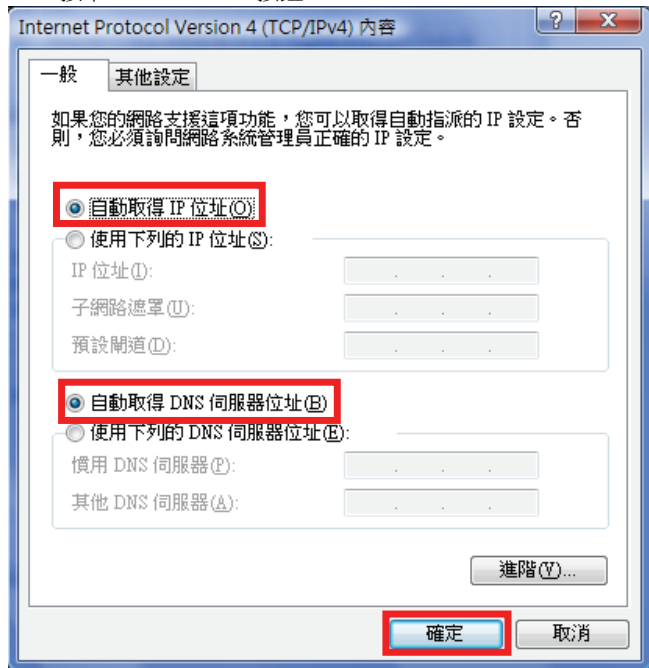 Internet Protocol Version 4 (TCP/IPv4) 內容
一般 其他設定
如果您的網路支援這項功能，您可以取得自動指派的 IP 設定。否
則，您必須詢問網路系統管理員正確的 IP 設定。
自動取得 IP 位址(O)
使用下列的 IP 位址(S):
IP 位址(I):
子網路遮罩(U):
預設閘道(D):
自動取得 DNS 伺服器位址(B)
使用下列的 DNS 伺服器位址(E):
慣用 DNS 伺服器(P):
其他 DNS 伺服器(A):
進階(V)...
確定 取消